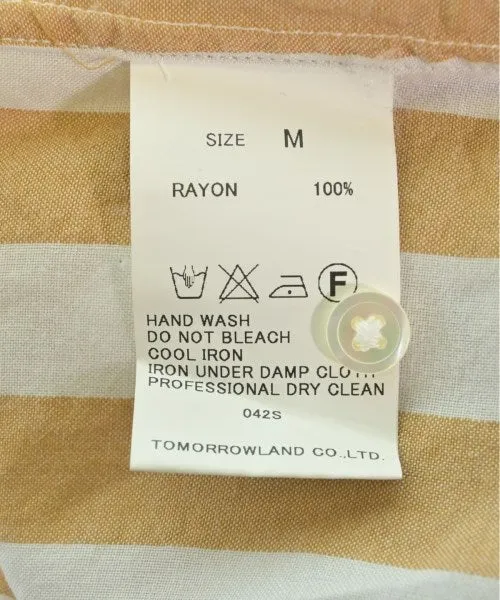 SIZE M
RAYON 100%
F
HAND WASH
DO NOT BLEACH
COOL IRON
IRON UNDER DAMP CLOTH
PROFESSIONAL DRY CLEAN
042S
TOMORROWLAND CO.,LTD.